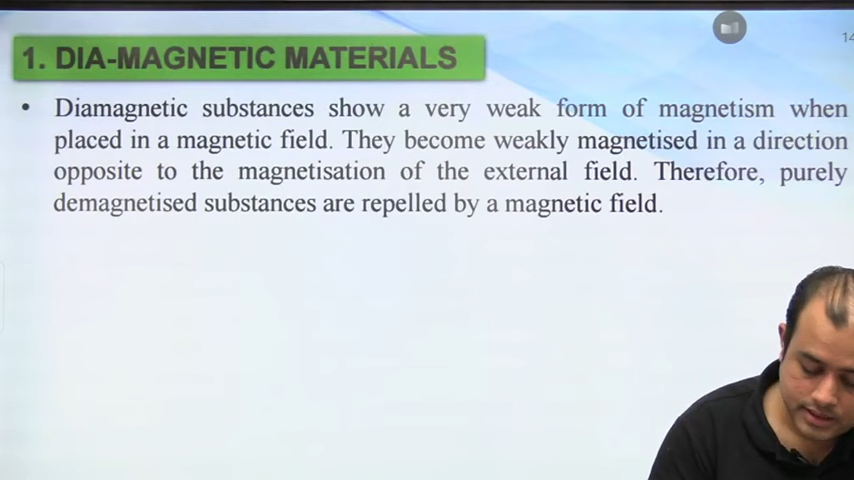 14
1. DIA-MAGNETIC MATERIALS
• Diamagnetic substances show a very weak form of magnetism when
placed in a magnetic field. They become weakly magnetised in a direction
opposite to the magnetisation of the external field. Therefore, purely
demagnetised substances are repelled by a magnetic field.